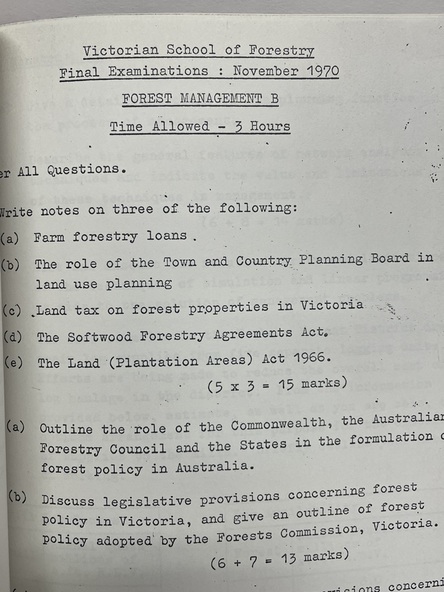 Victorian School of Forestry
Final Examinations : November 1970
FOREST MANAGEMENT B
Time Allowed - 3 Hours
All Questions.
Write notes on three of the following:
(a) Farm forestry loans.
(b) The role of the Town and Country Planning Board in
land use planning
(c) Land tax on forest properties in Victoria
(d) The Softwood Forestry Agreements Act.
(e) The Land (Plantation Areas) Act 1966.
(5 x 3 = 15 marks)
(a) Outline the role of the Commonwealth, the Australian
Forestry Council and the States in the formulation
forest policy in Australia.
(b) Discuss legislative provisions concerning forest
policy in Victoria, and give an outline of forest
policy adopted by the Forests Commission, Victoria.
(6 + 7 = 13 marks)